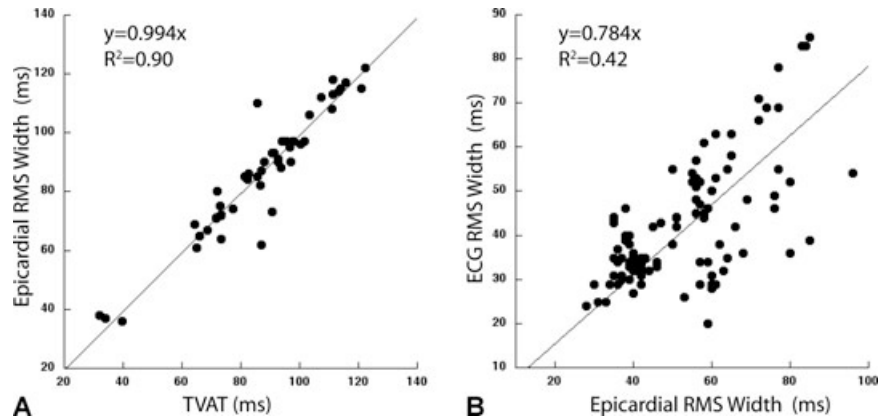 y=0.994x
R²=0.90
Epicardial RMS Width (ms)
140
120
100
80
60
40
20
20 40 60 80 100 120 140
A TVAT (ms)
y=0.784x
R²=0.42
ECG RMS Width (ms)
90
80
70
60
50
40
30
20
10
20 40 60 80 100
B Epicardial RMS Width (ms)